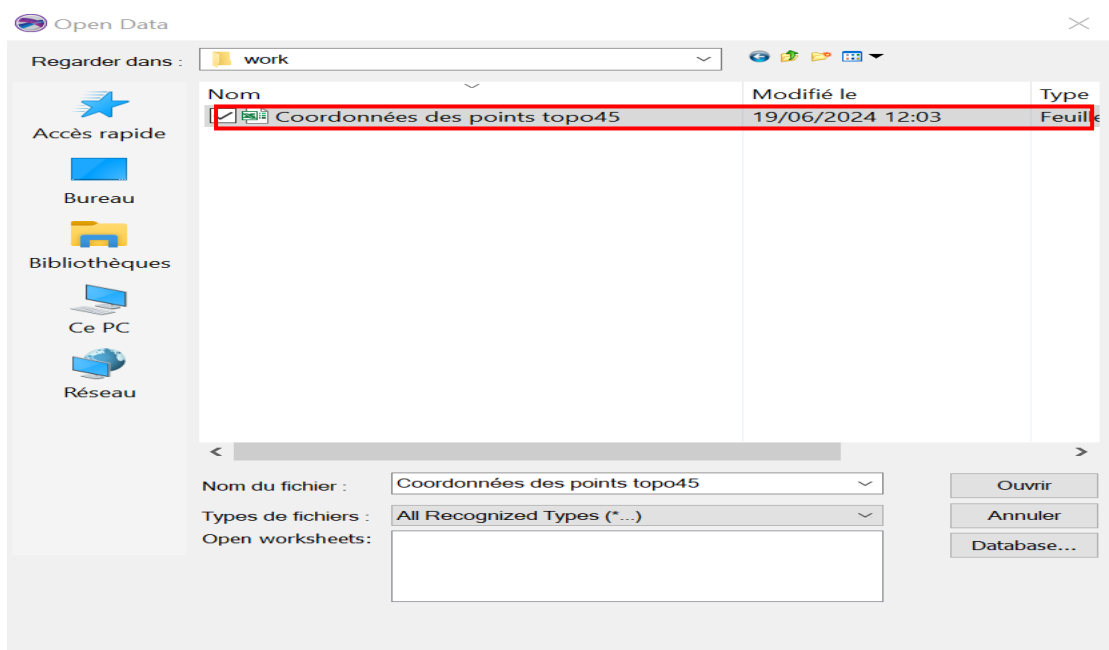 Open Data
Regarder dans :
work
Nom
Modifié le
Type
Coordonnées des points topo45
19/06/2024 12:03
Feuille
Accès rapide
Bureau
Bibliothèques
Ce PC
Réseau
Nom du fichier :
Coordonnées des points topo45
Ouvrir
Types de fichiers :
All Recognized Types (*...)
Annuler
Open worksheets:
Database...